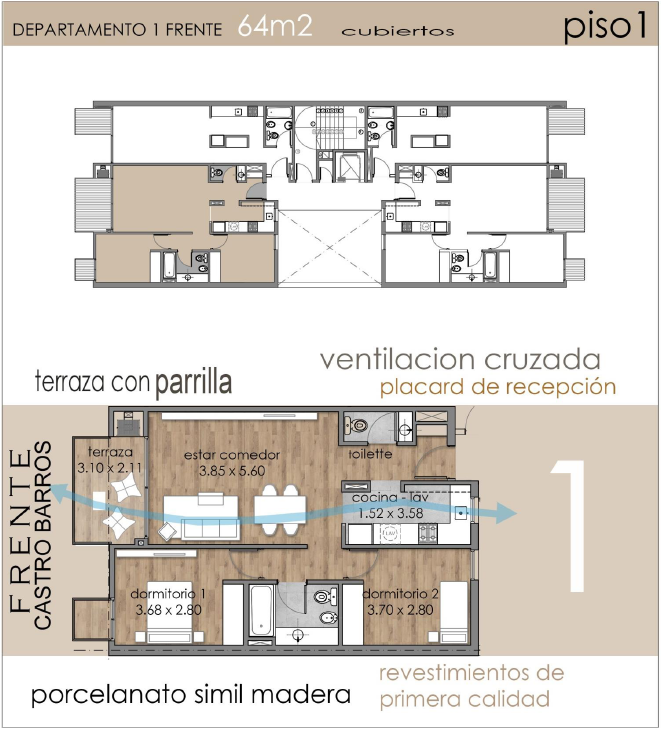 DEPARTAMENTO 1 FRENTE 64m2 cubiertos piso1
ventilacion cruzada
terraza con parrilla
placard de recepción
FRENTE
CASTRO BARROS
terraza
3.10 x 2.11
estar comedor
3.85 x 5.60
toilette
cocina - lav
1.52 x 3.58
LAV
1
dormitorio 1
3.68 x 2.80
dormitorio 2
3.70 x 2.80
revestimientos de
primera calidad
porcelanato simil madera